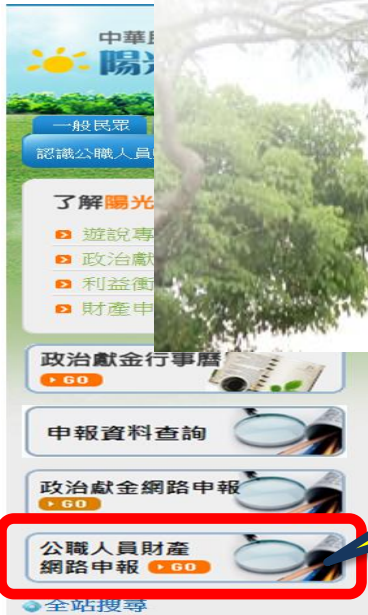 中華
陽
一般民眾
認識公職人員
了解陽光
遊說專
政治獻
利益衝
財產申
政治獻金行事曆
GO
申報資料查詢
政治獻金網路申報
GO
公職人員財產
網路申報 GO
全站搜尋